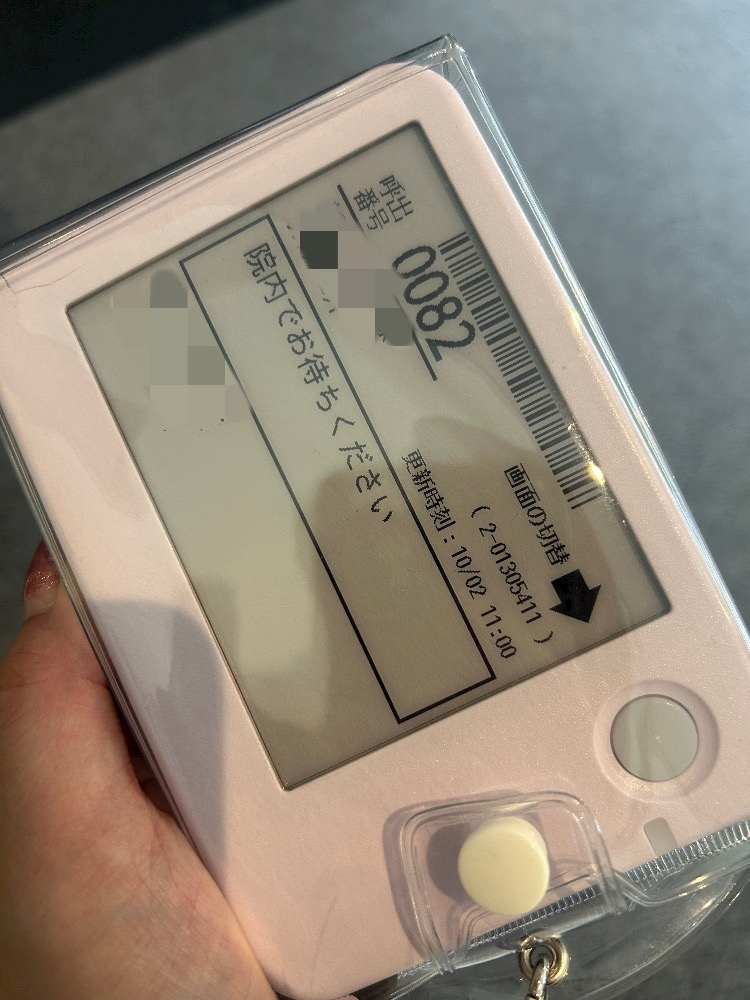 呼出
番号
0082
画面の切替
( 2-01305411 )
更新時刻：10/02 11:00
院内でお待ちください